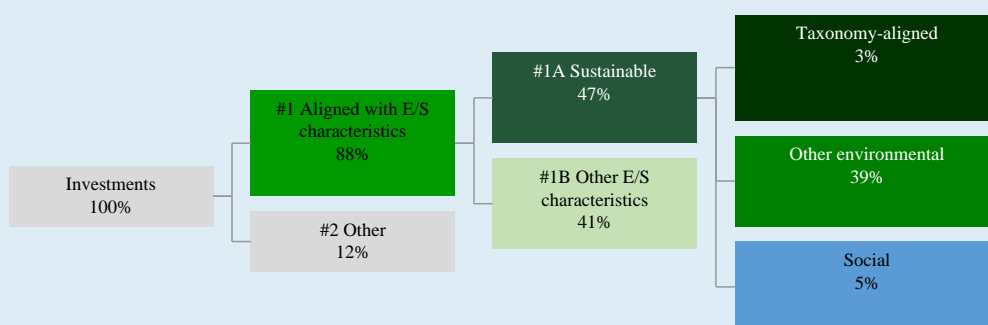 Investments
100%
#1 Aligned with E/S
characteristics
88%
#2 Other
12%
#1A Sustainable
47%
#1B Other E/S
characteristics
41%
Taxonomy-aligned
3%
Other environmental
39%
Social
5%